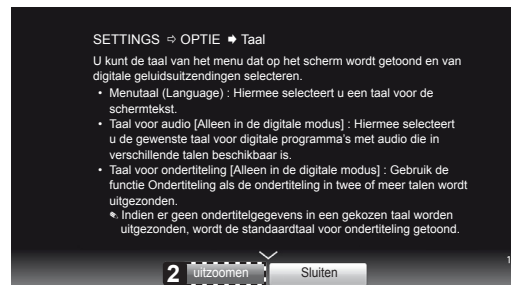 SETTINGS ⇨ OPTIE ➡ Taal
U kunt de taal van het menu dat op het scherm wordt getoond en van
digitale geluidsuitzendingen selecteren.
• Menutaal (Language) : Hiermee selecteert u een taal voor de
schermtekst.
• Taal voor audio [Alleen in de digitale modus] : Hiermee selecteert
u de gewenste taal voor digitale programma's met audio die in
verschillende talen beschikbaar is.
• Taal voor ondertiteling [Alleen in de digitale modus] : Gebruik de
functie Ondertiteling als de ondertiteling in twee of meer talen wordt
uitgezonden.
✎ Indien er geen ondertitelgegevens in een gekozen taal worden
uitgezonden, wordt de standaardtaal voor ondertiteling getoond.
1
2 uitzoomen Sluiten